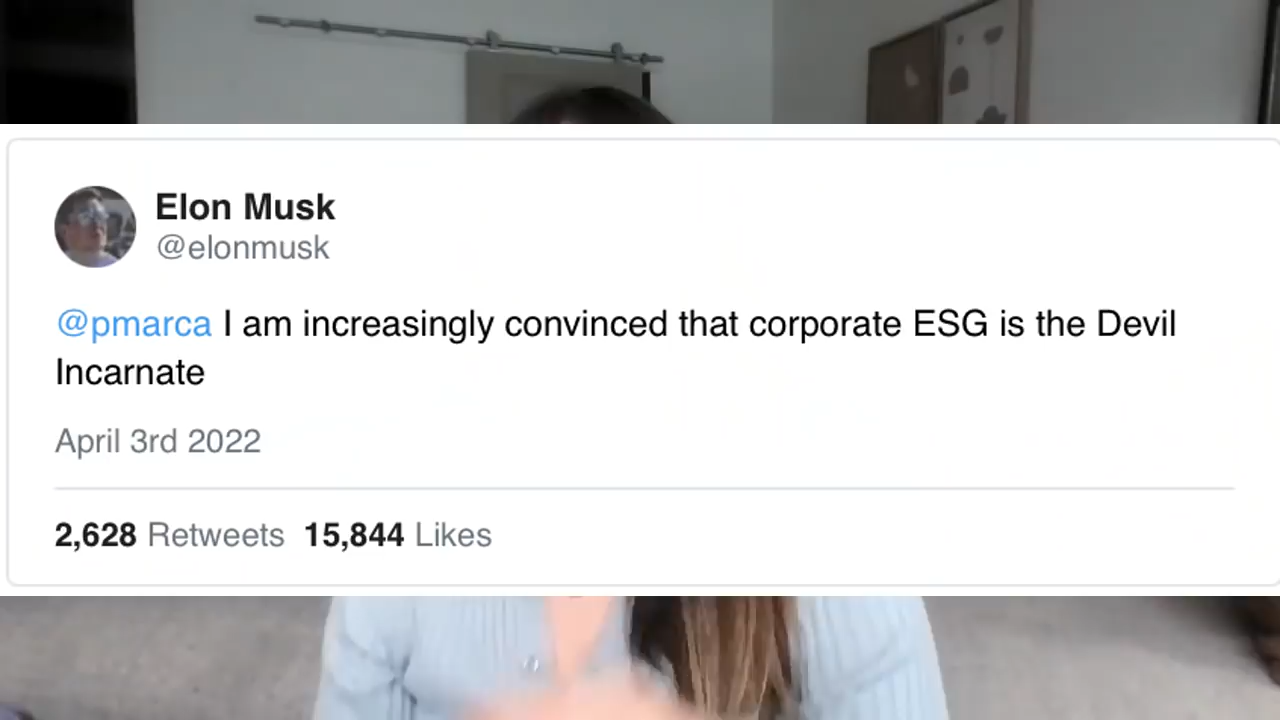 Elon Musk
@elonmusk
@pmarca I am increasingly convinced that corporate ESG is the Devil
Incarnate
April 3rd 2022
2,628 Retweets 15,844 Likes